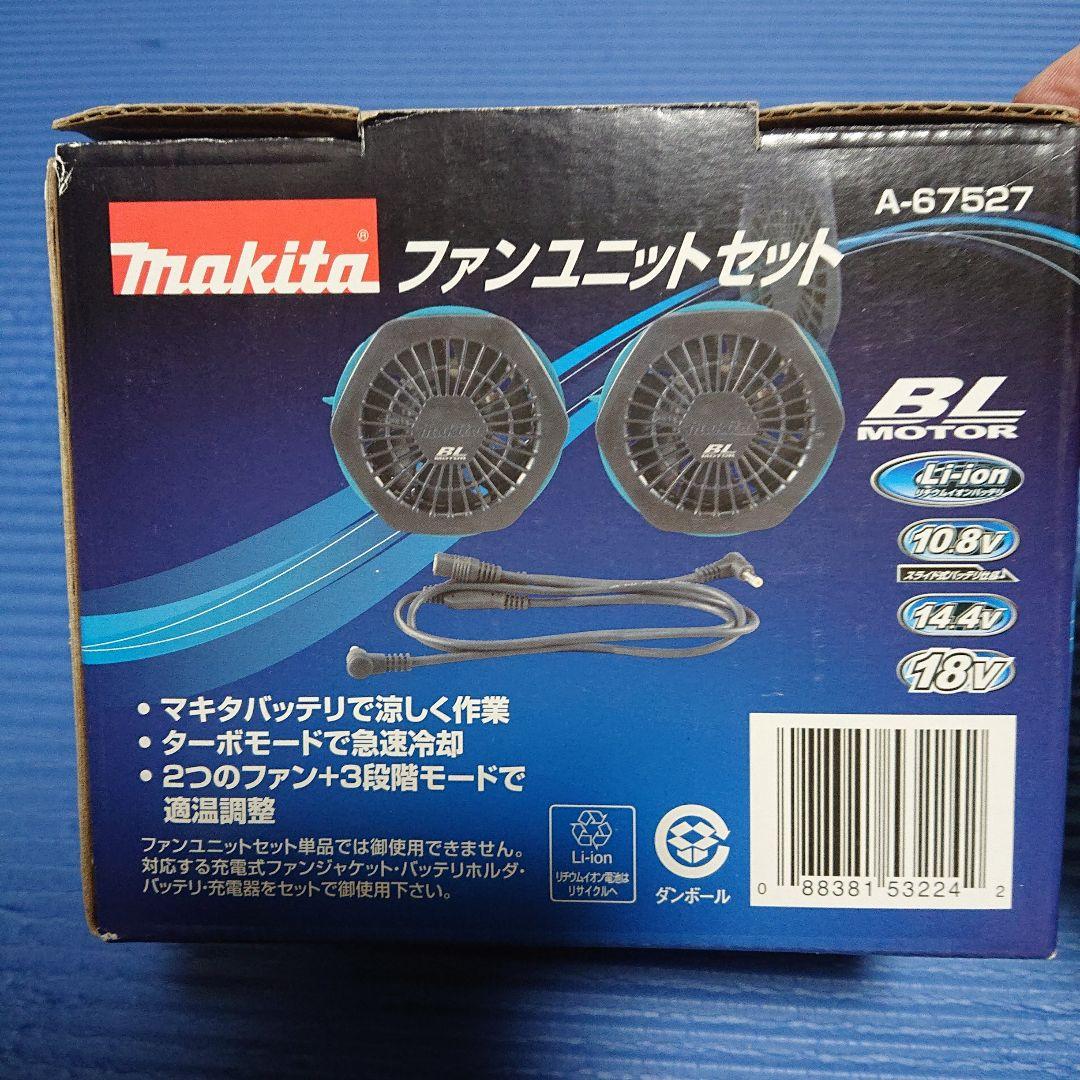 A-67527
makita®
ファンユニットセット
makita
BL
MOTOR
makita
BL
MOTOR
BL
MOTOR
Li-ion
リチウムイオンバッテリ
10.8V
スライド式バッテリ仕様
14.4V
18V
• マキタバッテリで涼しく作業
• ターボモードで急速冷却
• 2つのファン+3段階モードで
適温調整
ファンユニットセット単品では御使用できません。
対応する充電式ファンジャケット・バッテリホルダ・
バッテリ・充電器をセットで御使用下さい。
Li-ion
リチウムイオン電池は
リサイクルへ
ダンボール
0 88381 53224 2